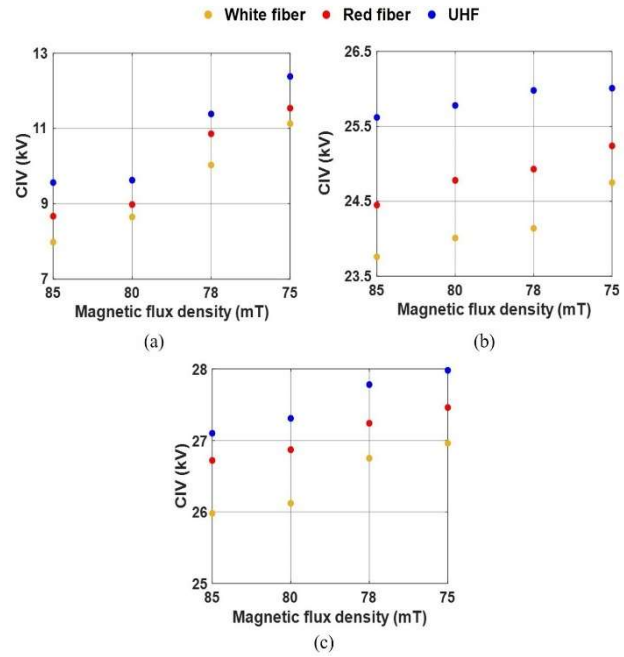 White fiber Red fiber UHF
13
11
9
7
CIV (kV)
85 80 78 75
Magnetic flux density (mT)
(a)
26.5
25.5
24.5
23.5
CIV (kV)
85 80 78 75
Magnetic flux density (mT)
(b)
28
27
26
25
CIV (kV)
85 80 78 75
Magnetic flux density (mT)
(c)